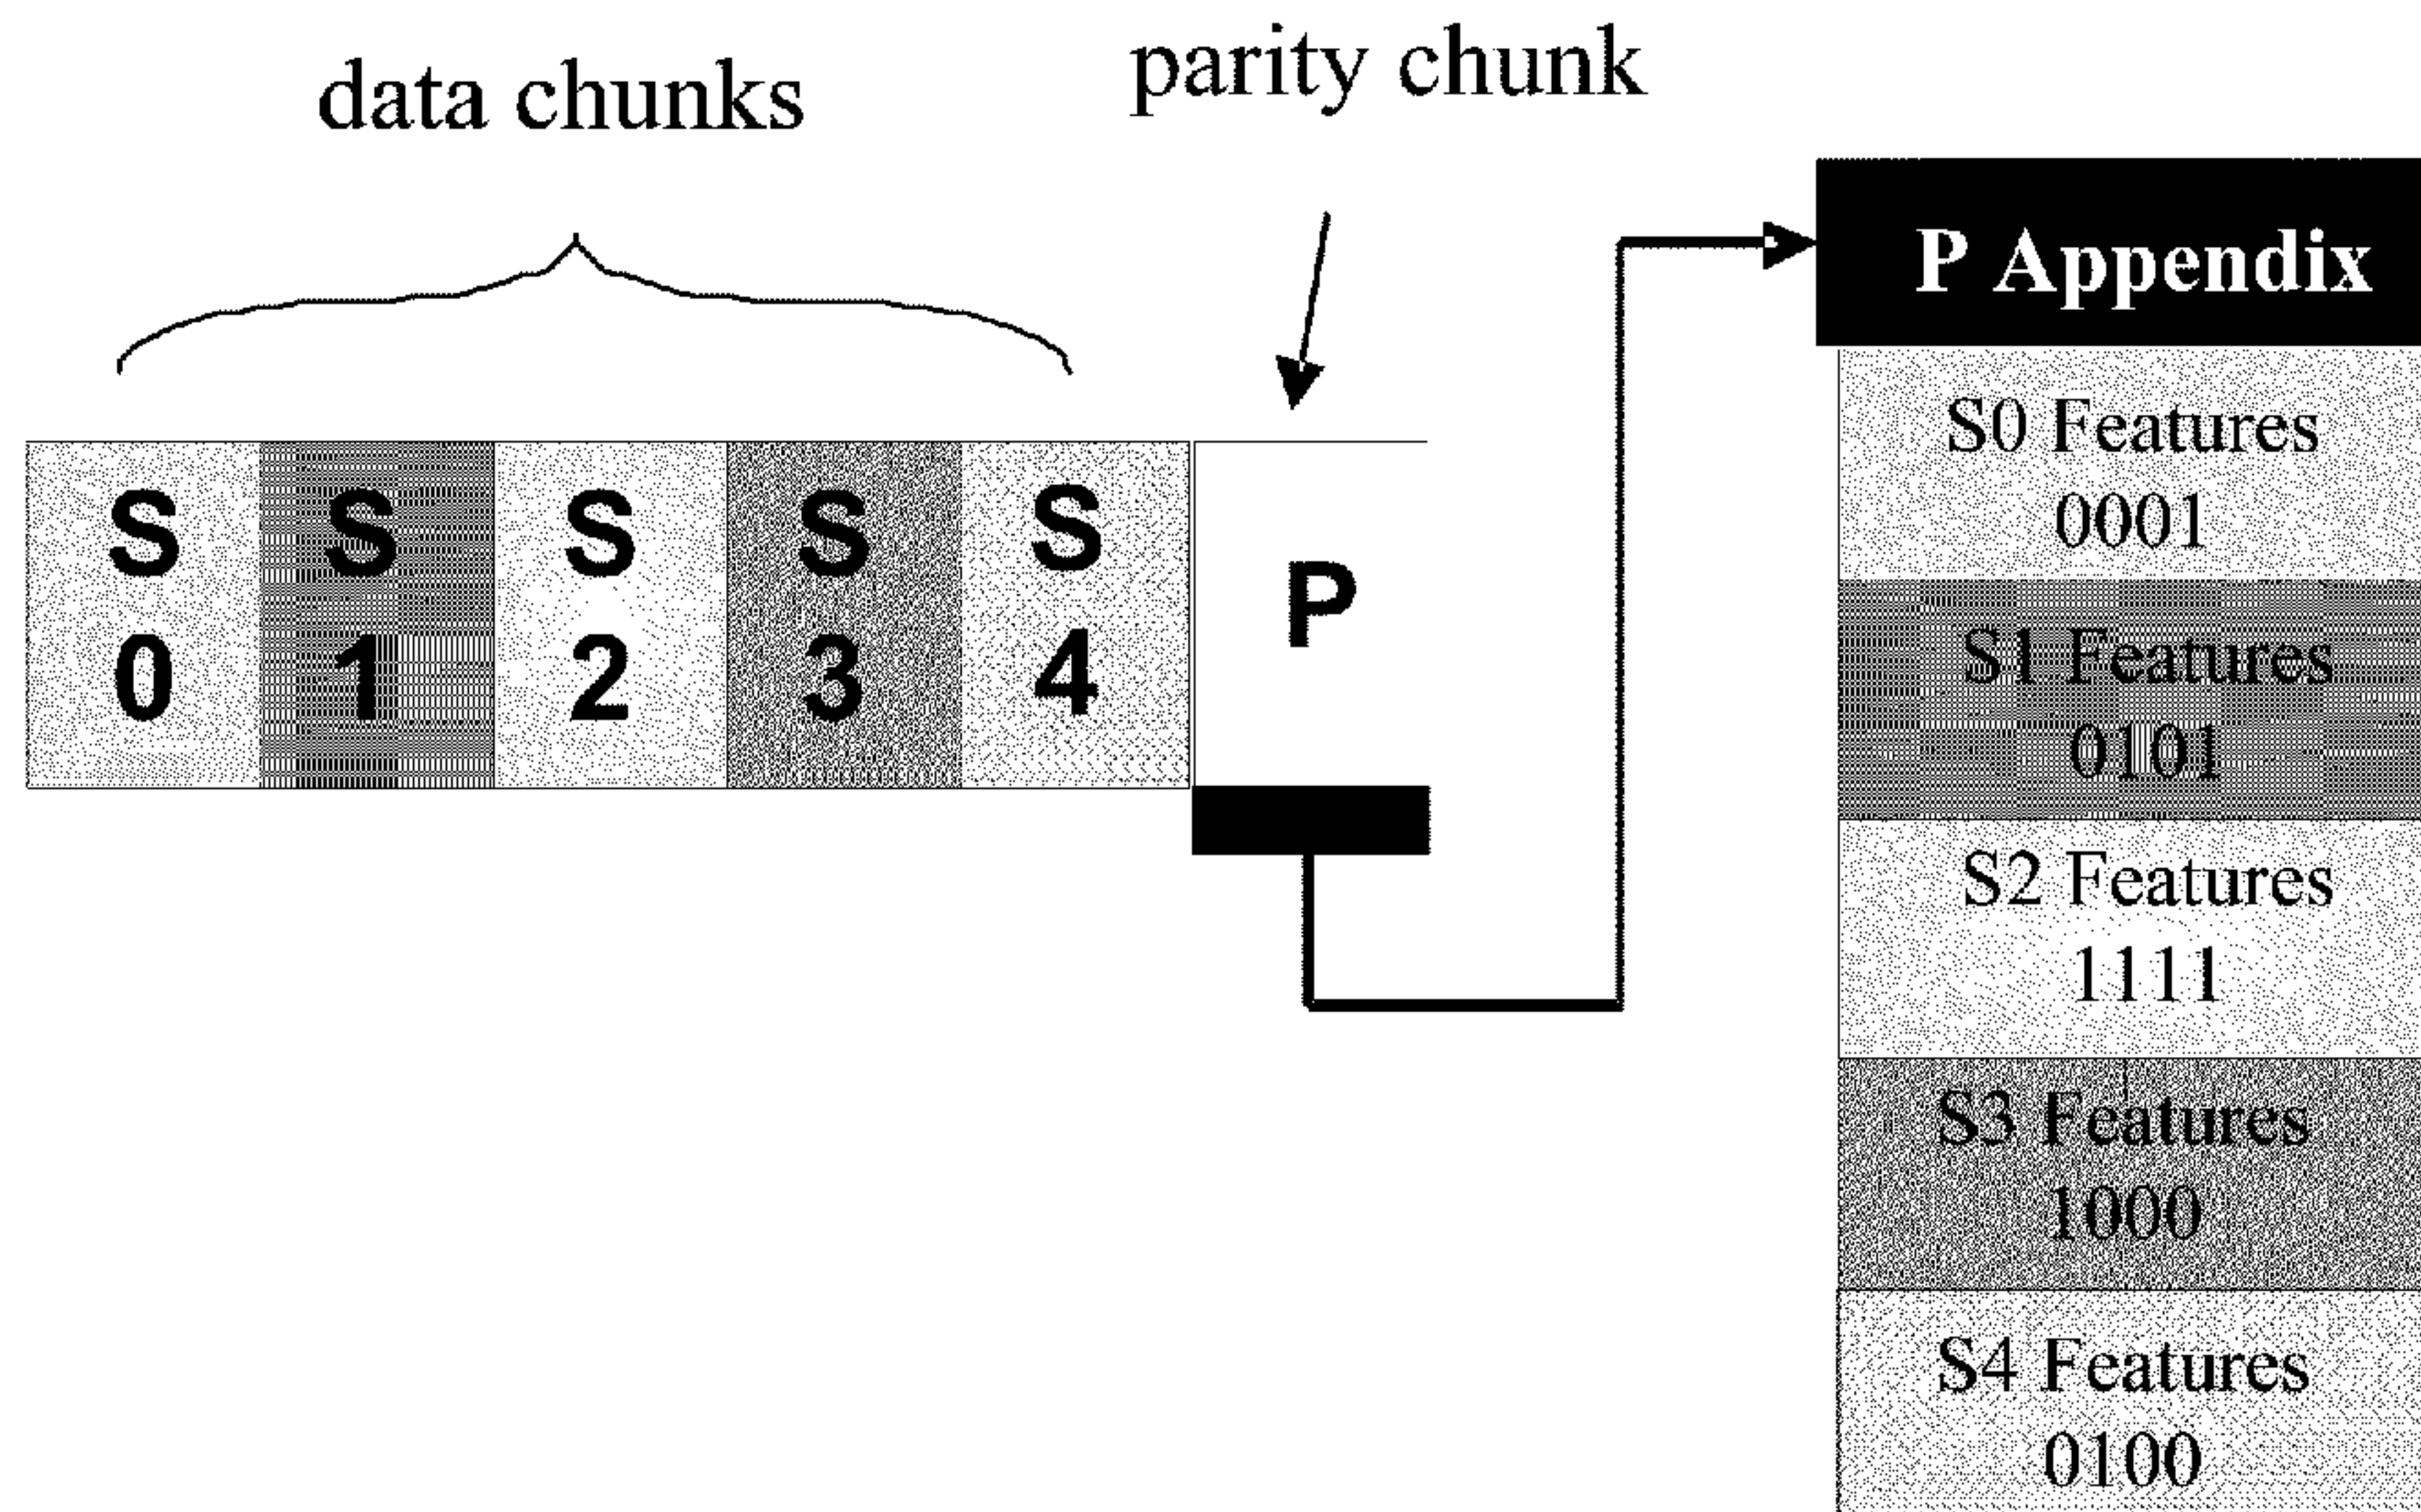 data chunks
parity chunk
S S S S S P
0 1 2 3 4
P Appendix
S0 Features
0001
S1 Features
0101
S2 Features
1111
S3 Features
1000
S4 Features
0100